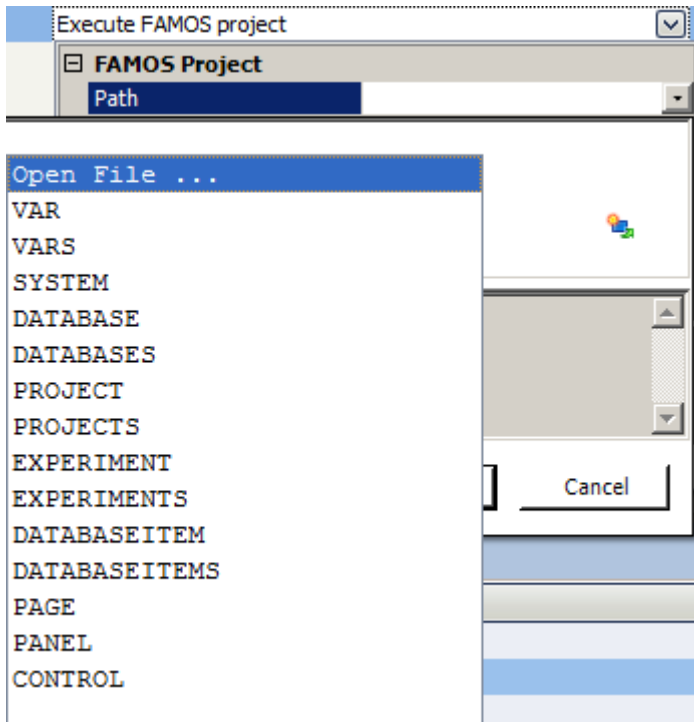 Execute FAMOS project
FAMOS Project
Path
Open File ...
VAR
VARS
SYSTEM
DATABASE
DATABASES
PROJECT
PROJECTS
EXPERIMENT
EXPERIMENTS
Cancel
DATABASEITEM
DATABASEITEMS
PAGE
PANEL
CONTROL